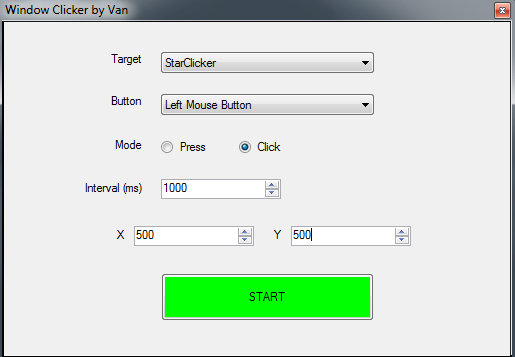 Window Clicker by Van
Target StarClicker
Button Left Mouse Button
Mode Press Click
Interval (ms) 1000
X 500 Y 500
START